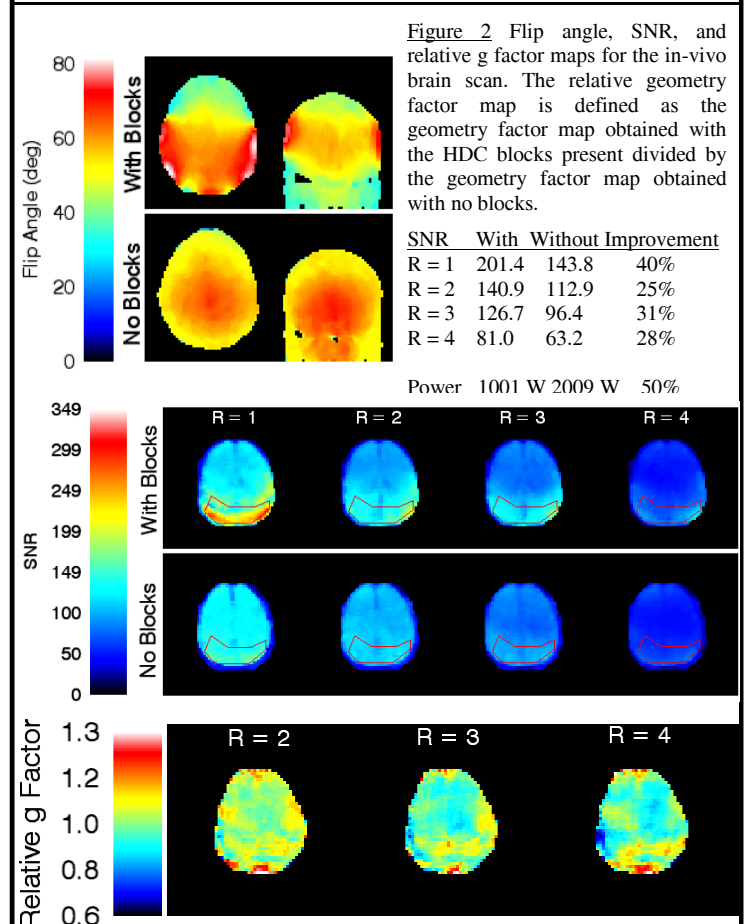 Figure 2 Flip angle, SNR, and
relative g factor maps for the in-vivo
brain scan. The relative geometry
factor map is defined as the
geometry factor map obtained with
the HDC blocks present divided by
the geometry factor map obtained
with no blocks.
SNR With Without Improvement
R = 1 201.4 143.8 40%
R = 2 140.9 112.9 25%
R = 3 126.7 96.4 31%
R = 4 81.0 63.2 28%
Power 1001 W 2009 W 50%
Flip Angle (deg)
80
60
40
20
0
With Blocks
No Blocks
SNR
349
299
249
199
149
100
50
0
With Blocks
No Blocks
R = 1 R = 2 R = 3 R = 4
Relative g Factor
1.3
1.2
1.0
0.8
0.6
R = 2 R = 3 R = 4